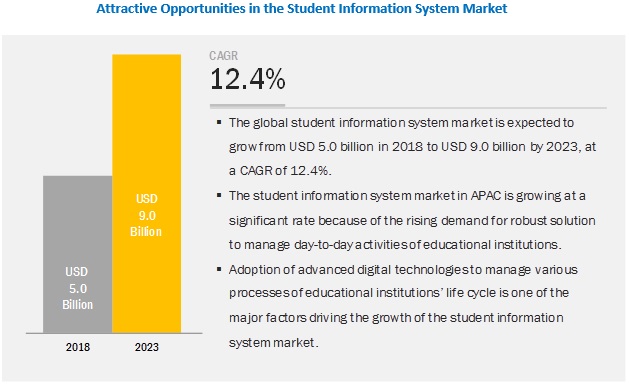 Attractive Opportunities in the Student Information System Market
USD
5.0
Billion
USD
9.0
Billion
2018
2023
CAGR
12.4%
▪ The global student information system market is expected to
grow from USD 5.0 billion in 2018 to USD 9.0 billion by 2023, at
a CAGR of 12.4%.
▪ The student information system market in APAC is growing at a
significant rate because of the rising demand for robust solution
to manage day-to-day activities of educational institutions.
▪ Adoption of advanced digital technologies to manage various
processes of educational institutions' life cycle is one of the
major factors driving the growth of the student information
system market.